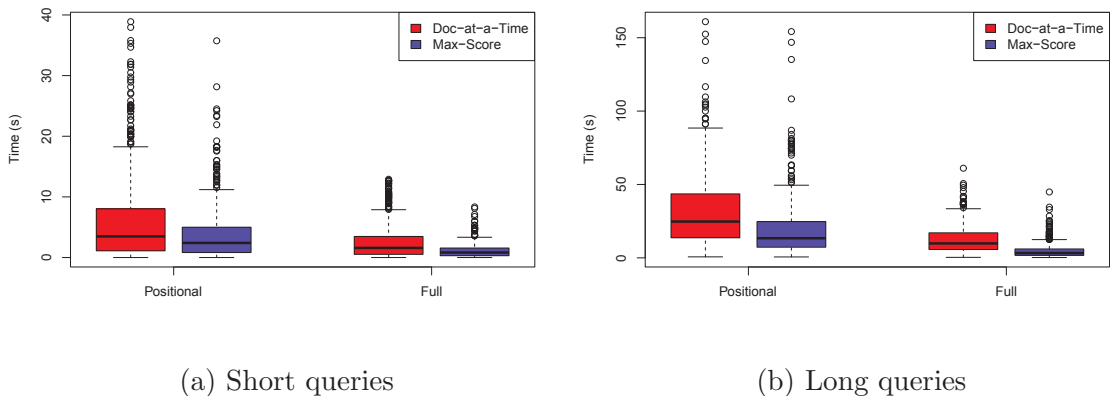 40
30
20
10
0
Time (s)
Doc−at−a−Time
Max−Score
Positional
Full
(a) Short queries
150
100
50
0
Time (s)
Doc−at−a−Time
Max−Score
Positional
Full
(b) Long queries